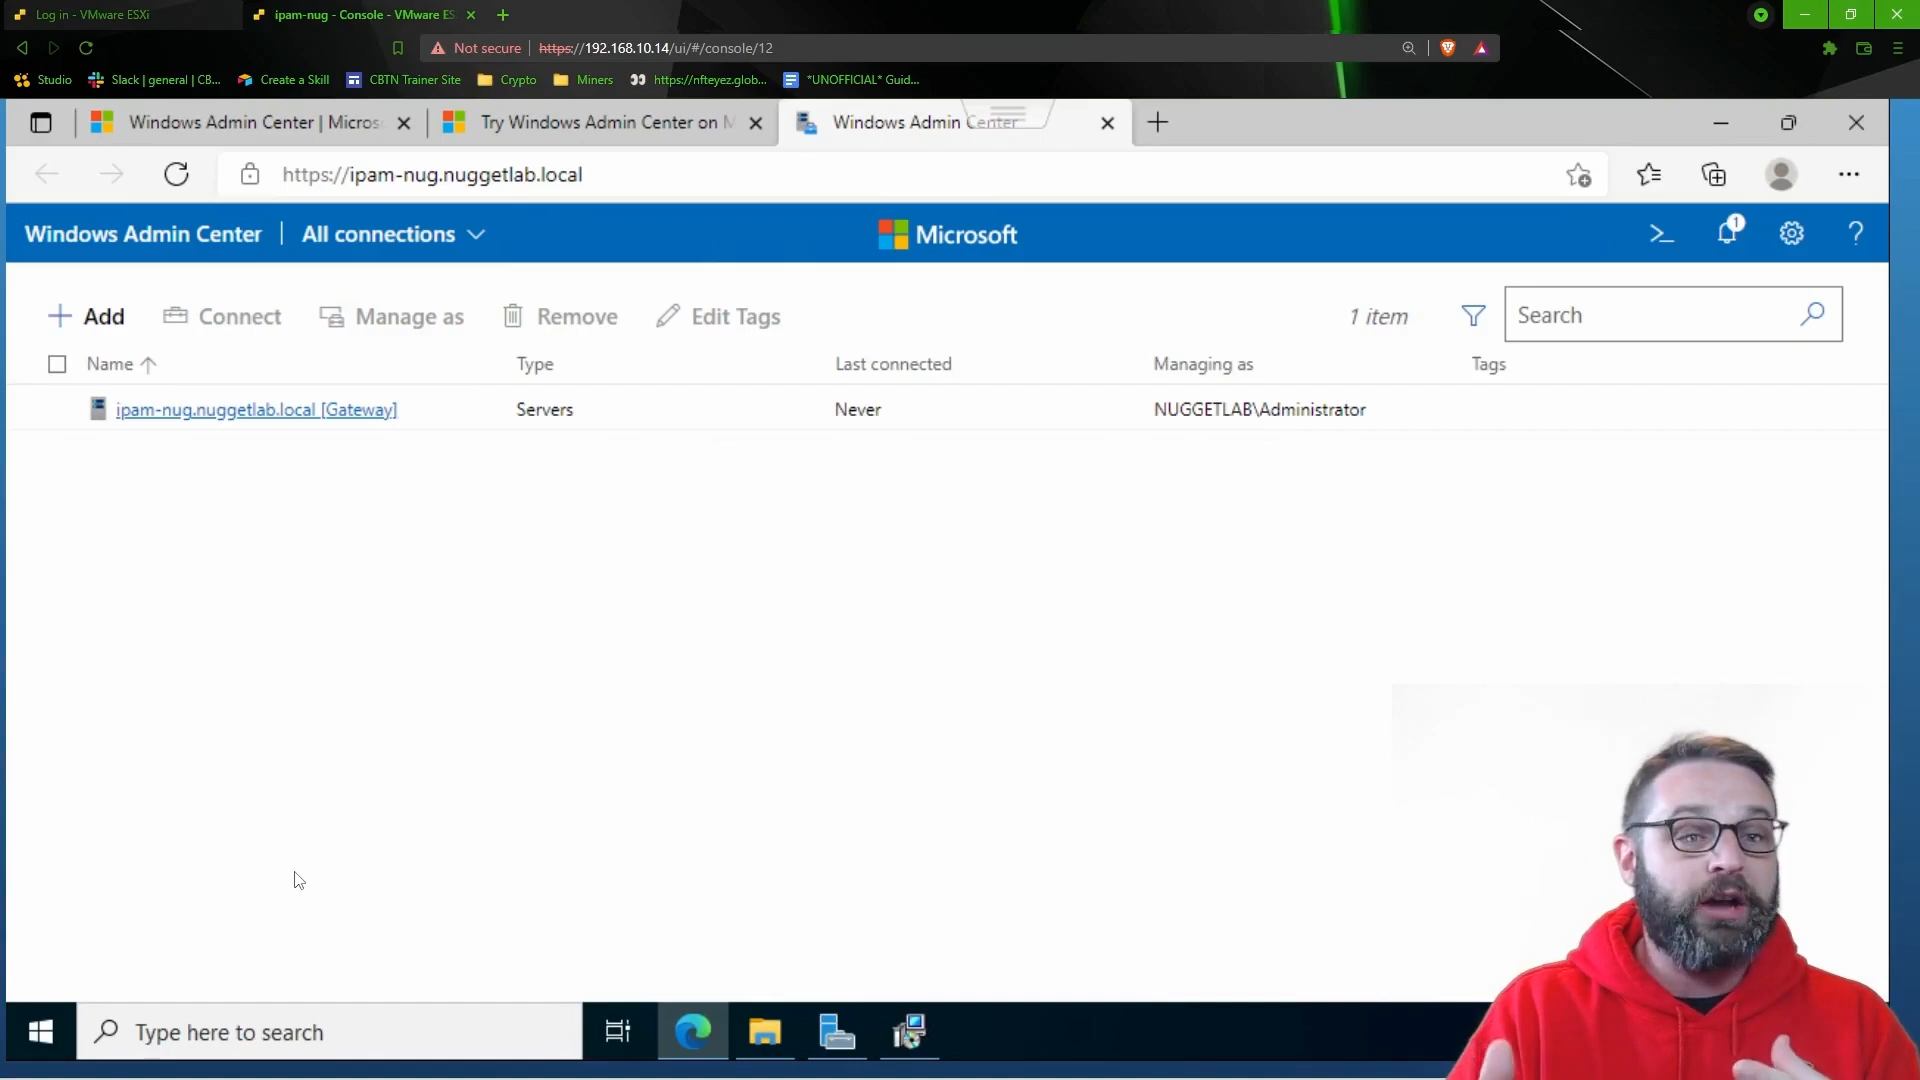 Log in - VMware ESXi
ipam-nug - Console - VMware ES
Not secure
https://192.168.10.14/ui/#/console/12
Studio
Slack | general | CB...
Create a Skill
CBTN Trainer Site
Crypto
Miners
https://nfteyez.glob...
*UNOFFICIAL* Guid...
Windows Admin Center | Micros
Try Windows Admin Center on M
Windows Admin Center
https://ipam-nug.nuggetlab.local
Windows Admin Center
All connections
Microsoft
1
?
Add
Connect
Manage as
Remove
Edit Tags
1 item
Search
Name
Type
Last connected
Managing as
Tags
ipam-nug.nuggetlab.local [Gateway]
Servers
Never
NUGGETLAB\Administrator
Type here to search